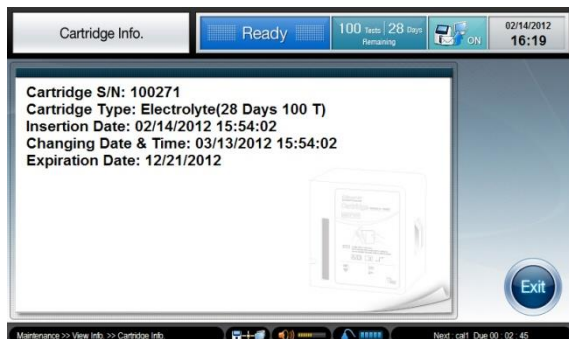 Cartridge Info.
Ready
100 Tests 28 Days
Remaining
ON
02/14/2012
16:19
Cartridge S/N: 100271
Cartridge Type: Electrolyte(28 Days 100 T)
Insertion Date: 02/14/2012 15:54:02
Changing Date & Time: 03/13/2012 15:54:02
Expiration Date: 12/21/2012
Exit
Maintenance >> View Info. >> Cartridge Info.
Next : cal1 Due 00 : 02 : 45